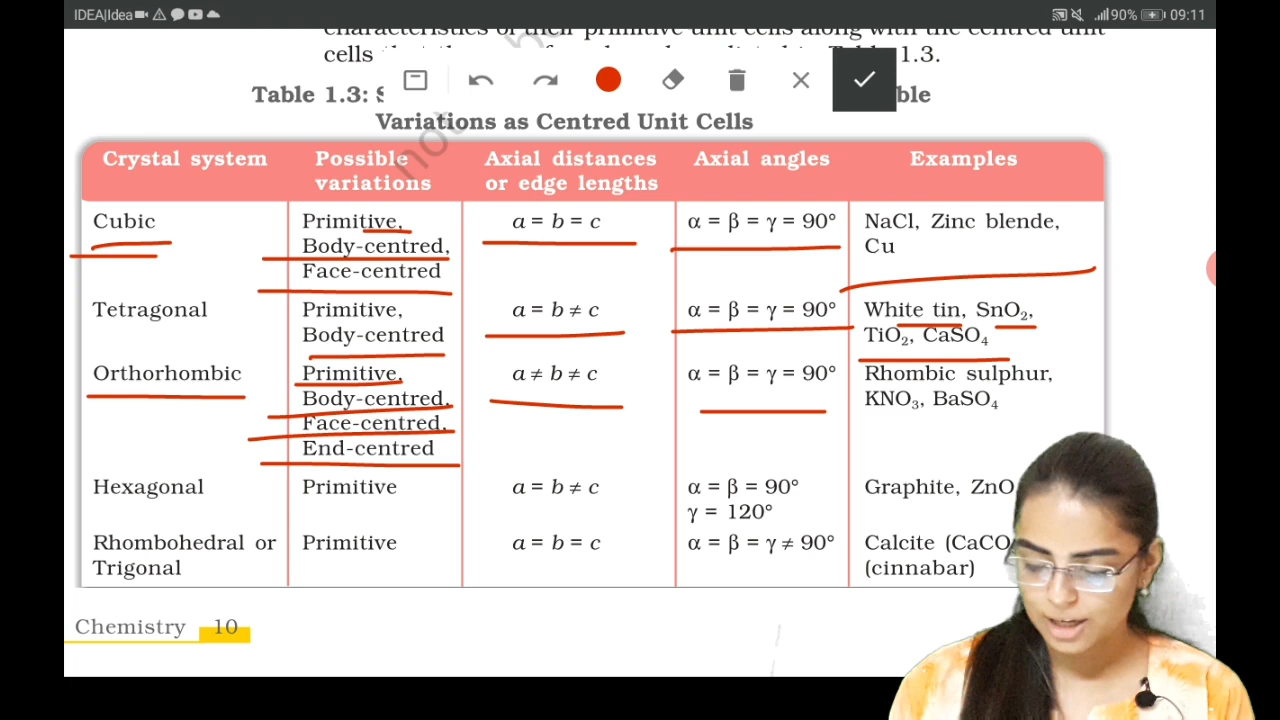 IDEA|Idea 90% 09:11
characteristics of their primitive unit cells along with the centred unit
cells 1.3.
Table 1.3: ble
Variations as Centred Unit Cells
not be
Crystal system Possible variations Axial distances or edge lengths Axial angles Examples
Cubic Primitive, a = b = c α = β = γ = 90° NaCl, Zinc blende,
Body-centred, Cu
Face-centred
Tetragonal Primitive, a = b ≠ c α = β = γ = 90° White tin, SnO₂,
Body-centred TiO₂, CaSO₄
Orthorhombic Primitive, a ≠ b ≠ c α = β = γ = 90° Rhombic sulphur,
Body-centred, KNO₃, BaSO₄
Face-centred,
End-centred
Hexagonal Primitive a = b ≠ c α = β = 90° Graphite, ZnO
γ = 120°
Rhombohedral or Primitive a = b = c α = β = γ ≠ 90° Calcite (CaCO
Trigonal (cinnabar)
Chemistry 10